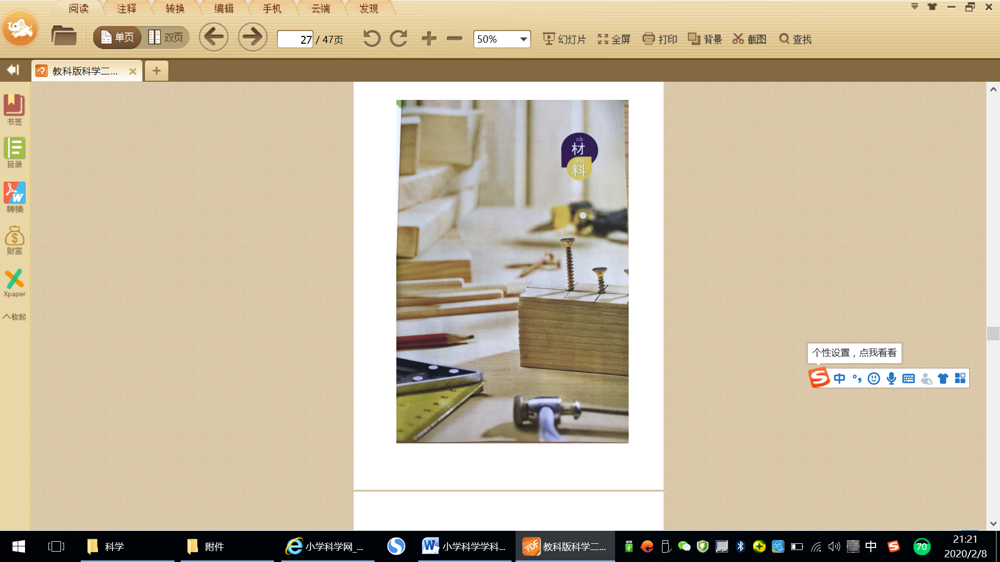 阅读 注释 转换 编辑 手机 云端 发现
单页 双页 27 / 47页 50% 幻灯片 全屏 打印 背景 截图 查找
教科版科学二...
书签
目录
转换
财富
Xpaper
收起
cái
材
liào
料
个性设置，点我看看
中
科学 附件 小学科学网_... 小学科学学科... 教科版科学二... 中 70
21:21
2020/2/8